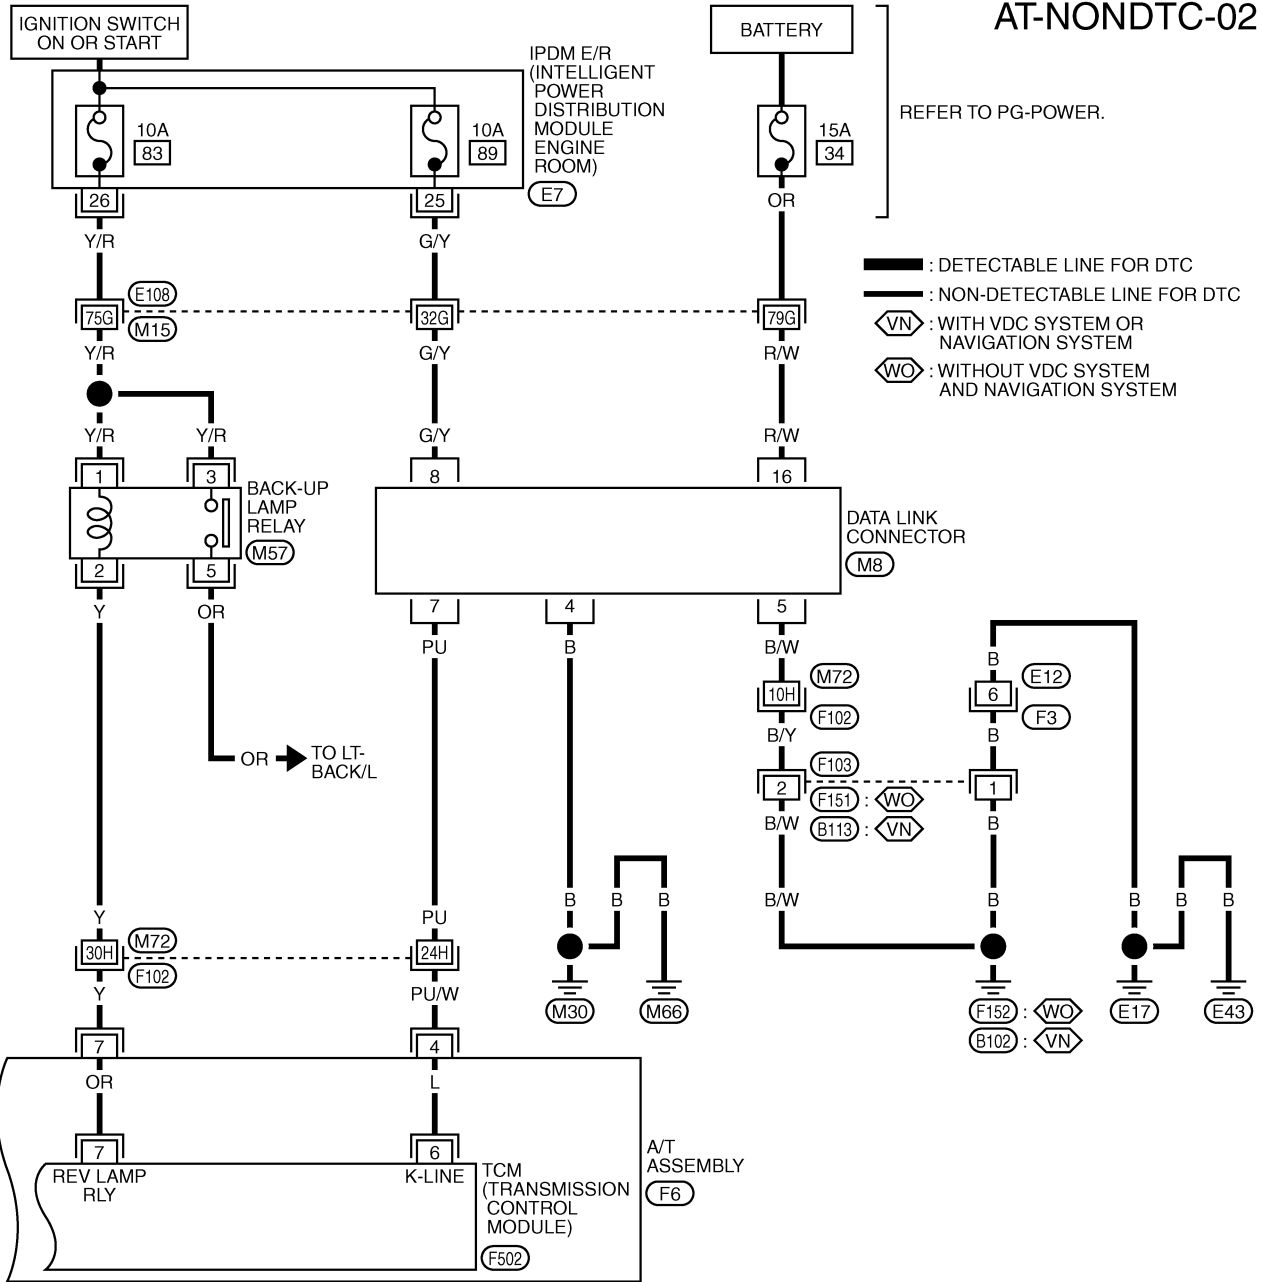 AT-NONDTC-02
IGNITION SWITCH
ON OR START
BATTERY
IPDM E/R
(INTELLIGENT
POWER
DISTRIBUTION
MODULE
ENGINE
ROOM)
E7
10A
83
10A
89
15A
34
REFER TO PG-POWER.
26
25
OR
Y/R
G/Y
: DETECTABLE LINE FOR DTC
: NON-DETECTABLE LINE FOR DTC
VN : WITH VDC SYSTEM OR
NAVIGATION SYSTEM
WO : WITHOUT VDC SYSTEM
AND NAVIGATION SYSTEM
E108
75G
M15
32G
79G
Y/R
G/Y
R/W
Y/R
Y/R
G/Y
R/W
1
3
8
16
BACK-UP
LAMP
RELAY
M57
DATA LINK
CONNECTOR
M8
2
5
7
4
5
Y
OR
PU
B
B/W
B
M72
10H
F102
6
E12
F3
B/Y
B
OR
TO LT-
BACK/L
F103
2
1
F151 : WO
B113 : VN
B/W
B
Y
PU
B
B
B
B/W
B
B
B
B
M72
30H
F102
24H
Y
PU/W
M30
M66
F152 : WO
B102 : VN
E17
E43
7
4
OR
L
7
6
REV LAMP
RLY
K-LINE
TCM
(TRANSMISSION
CONTROL
MODULE)
F502
A/T
ASSEMBLY
F6